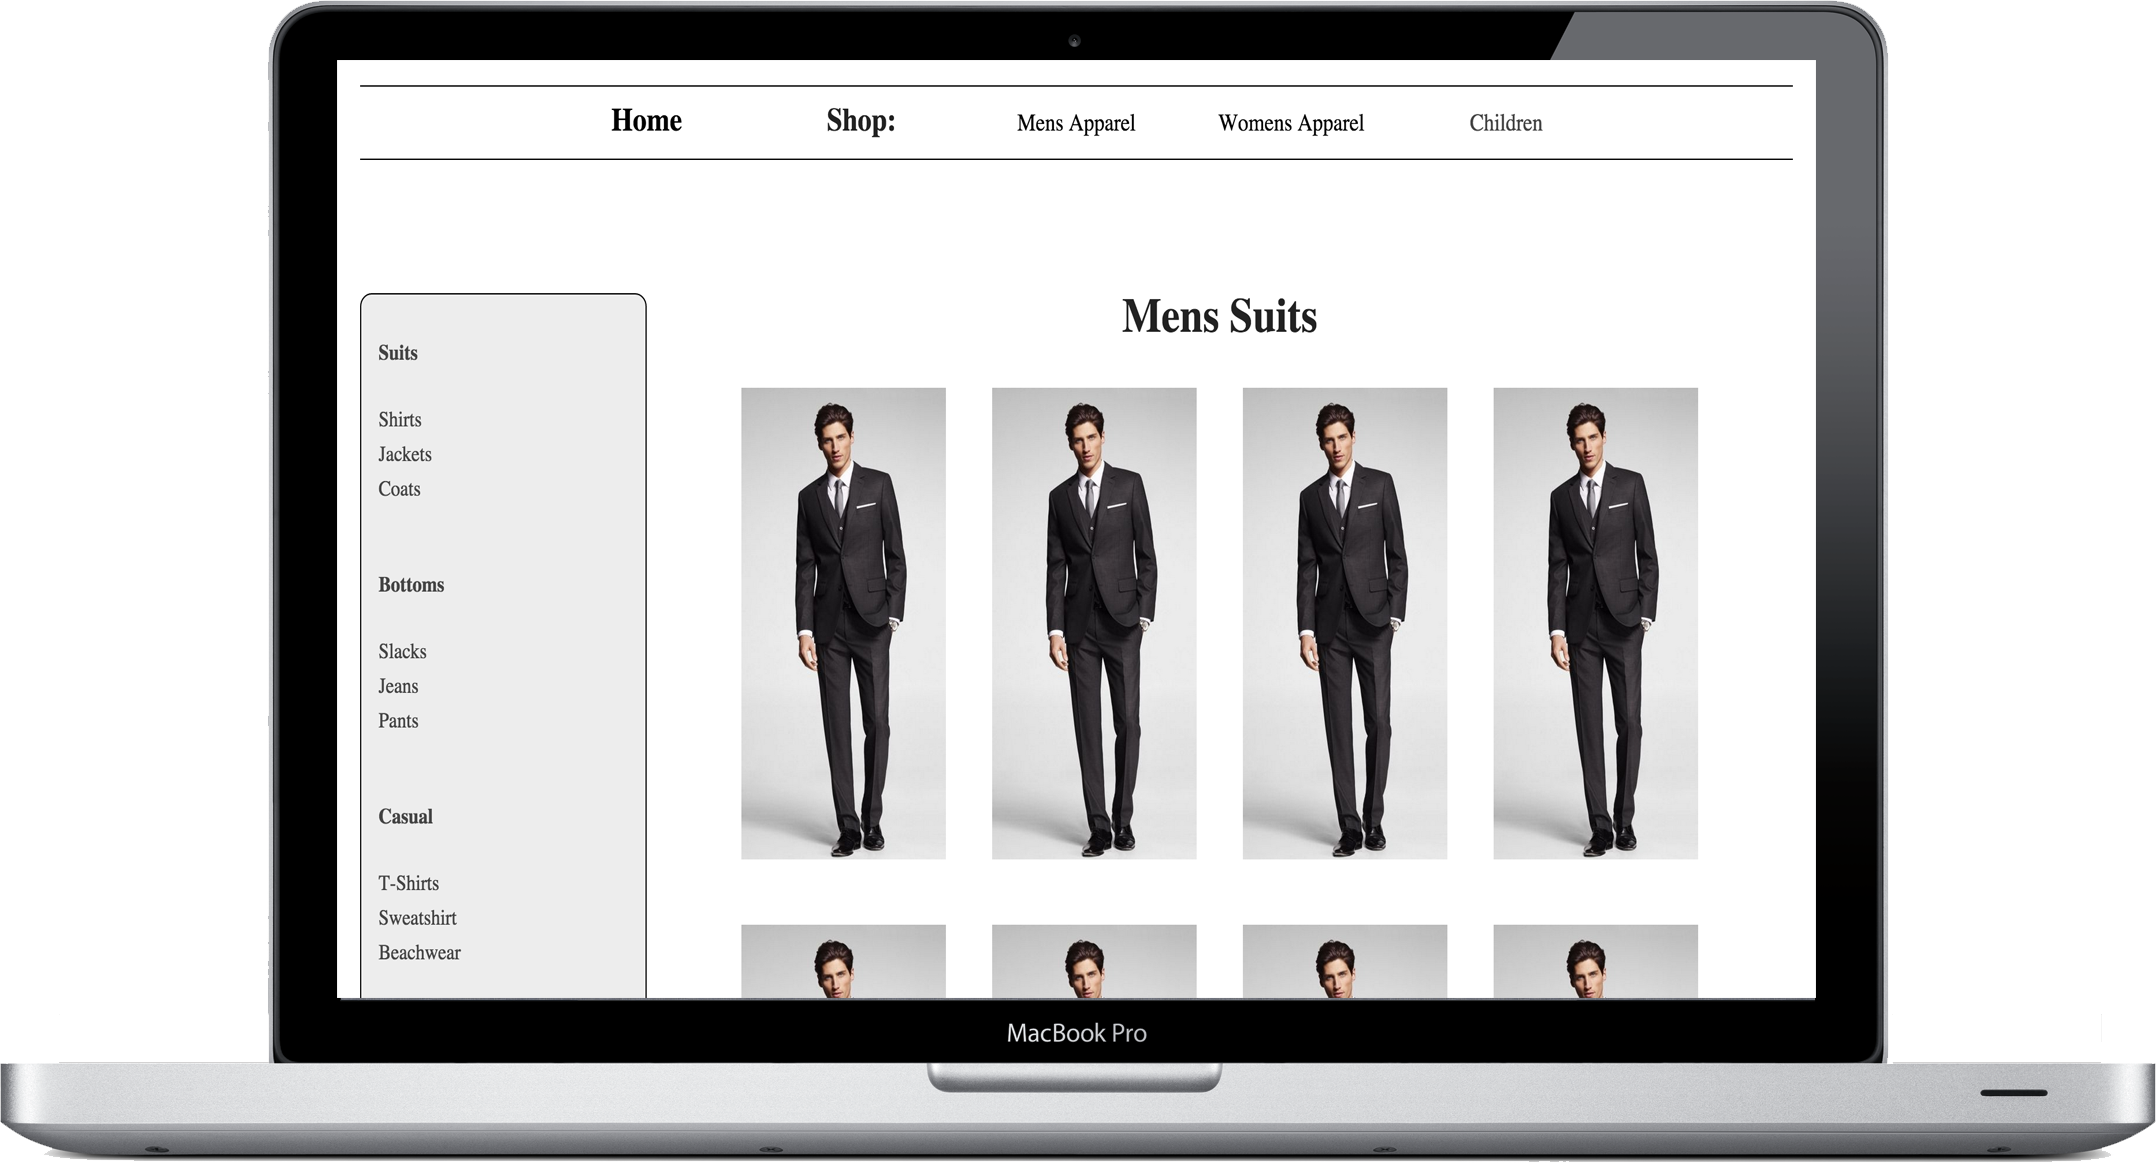 Home Shop: Mens Apparel Womens Apparel Children
Mens Suits
Suits
Shirts
Jackets
Coats
Bottoms
Slacks
Jeans
Pants
Casual
T-Shirts
Sweatshirt
Beachwear
MacBook Pro